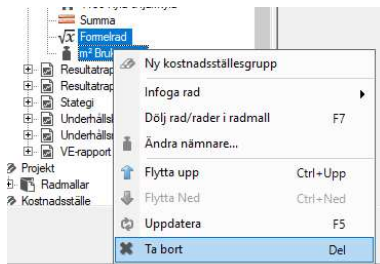 Summa
Formelrad
m² Bru
Resultatrap
Resultatrap
Stategi
Underhålls
Underhålls
VE-rapport
Projekt
Radmallar
Kostnadsställe
Ny kostnadsställesgrupp
Infoga rad
Dölj rad/rader i radmall F7
Ändra nämnare...
Flytta upp Ctrl+Upp
Flytta Ned Ctrl+Ned
Uppdatera F5
Ta bort Del